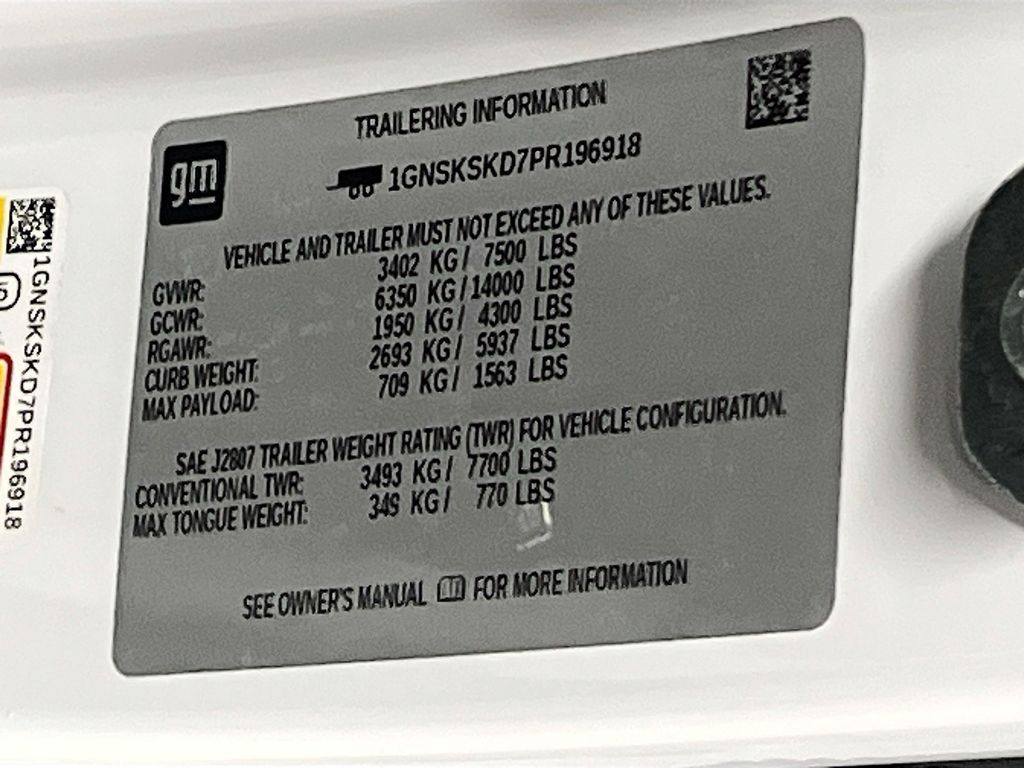 TRAILERING INFORMATION
gm
1GNSKSKD7PR196918
VEHICLE AND TRAILER MUST NOT EXCEED ANY OF THESE VALUES.
GVWR: 3402 KG / 7500 LBS
GCWR: 6350 KG / 14000 LBS
RGAWR: 1950 KG / 4300 LBS
CURB WEIGHT: 2693 KG / 5937 LBS
MAX PAYLOAD: 709 KG / 1563 LBS
SAE J2807 TRAILER WEIGHT RATING (TWR) FOR VEHICLE CONFIGURATION.
CONVENTIONAL TWR: 3493 KG / 7700 LBS
MAX TONGUE WEIGHT: 349 KG / 770 LBS
SEE OWNER'S MANUAL FOR MORE INFORMATION
1GNSKSKD7PR196918